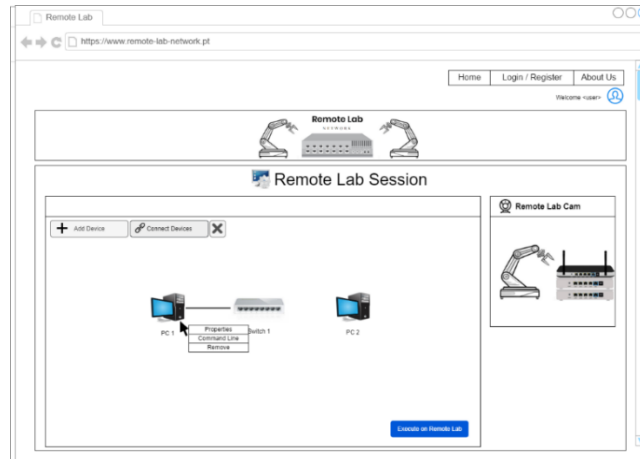 Remote Lab
https://www.remote-lab-network.pt
Home
Login / Register
About Us
Welcome <user>
Remote Lab
NETWORK
Remote Lab Session
Add Device
Connect Devices
Remote Lab Cam
PC 1
Properties
Command Line
Remove
Switch 1
PC 2
Execute on Remote Lab